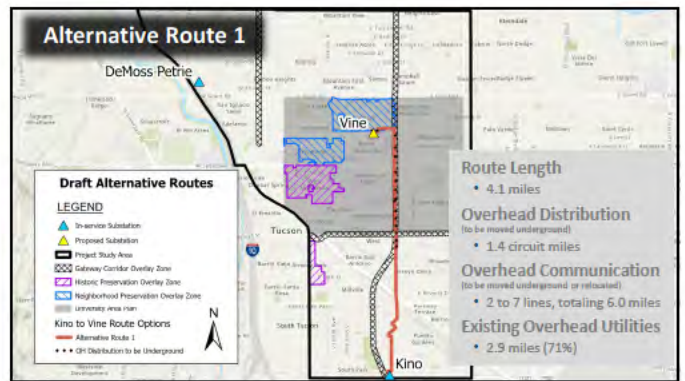 Alternative Route 1
DeMoss Petrie
Vine
Tucson
Kino
South Tucson
10
Draft Alternative Routes
LEGEND
In-service Substation
Proposed Substation
Project Study Area
Gateway Corridor Overlay Zone
Historic Preservation Overlay Zone
Neighborhood Preservation Overlay Zone
University Area Plan
Kino to Vine Route Options
Alternative Route 1
OH Distribution to be Underground
N
Route Length
• 4.1 miles
Overhead Distribution
(to be moved underground)
• 1.4 circuit miles
Overhead Communication
(to be moved underground or relocated)
• 2 to 7 lines, totaling 6.0 miles
Existing Overhead Utilities
• 2.9 miles (71%)